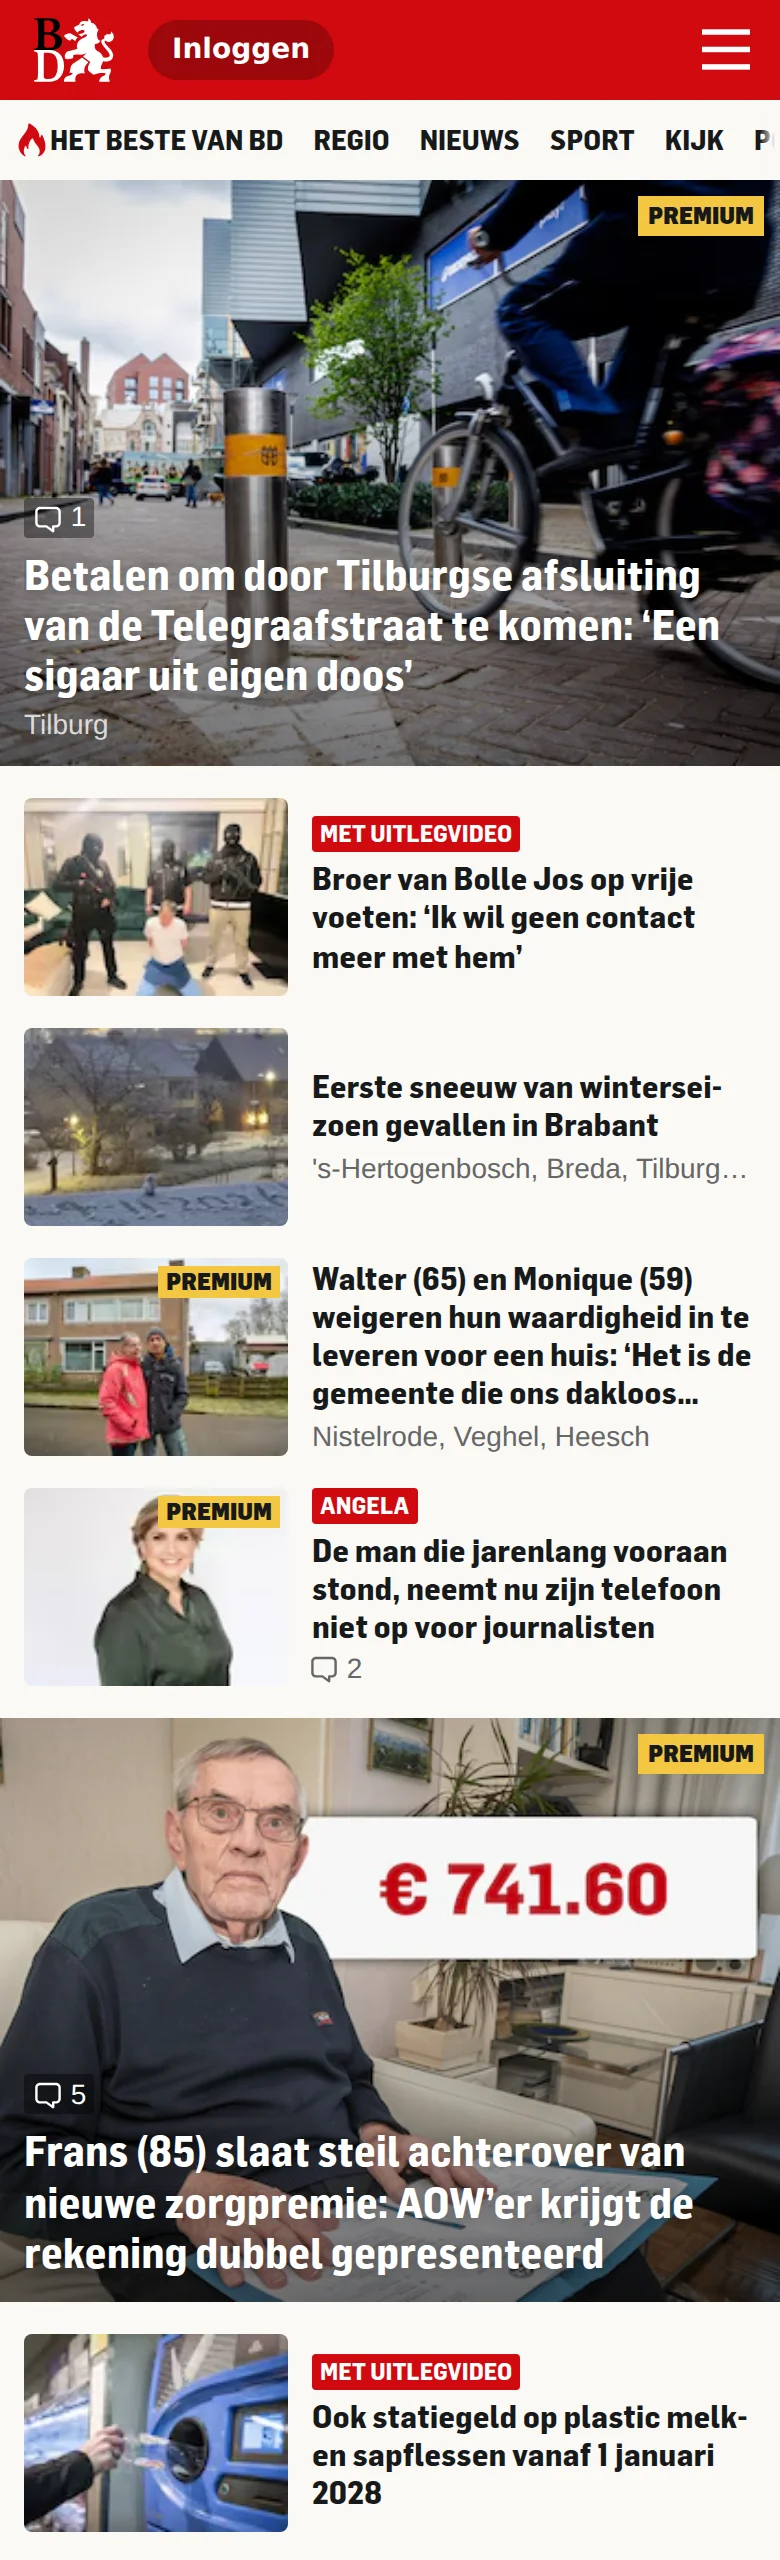 BD
Inloggen
HET BESTE VAN BD REGIO NIEUWS SPORT KIJK
PREMIUM
1
Betalen om door Tilburgse afsluiting
van de Telegraafstraat te komen: ‘Een
sigaar uit eigen doos’
Tilburg
MET UITLEGVIDEO
Broer van Bolle Jos op vrije
voeten: ‘Ik wil geen contact
meer met hem’
Eerste sneeuw van wintersei-
zoen gevallen in Brabant
's-Hertogenbosch, Breda, Tilburg…
PREMIUM
Walter (65) en Monique (59)
weigeren hun waardigheid in te
leveren voor een huis: ‘Het is de
gemeente die ons dakloos…
Nistelrode, Veghel, Heesch
PREMIUM
ANGELA
De man die jarenlang vooraan
stond, neemt nu zijn telefoon
niet op voor journalisten
2
PREMIUM
€ 741.60
5
Frans (85) slaat steil achterover van
nieuwe zorgpremie: AOW’er krijgt de
rekening dubbel gepresenteerd
MET UITLEGVIDEO
Ook statiegeld op plastic melk-
en sapflessen vanaf 1 januari
2028